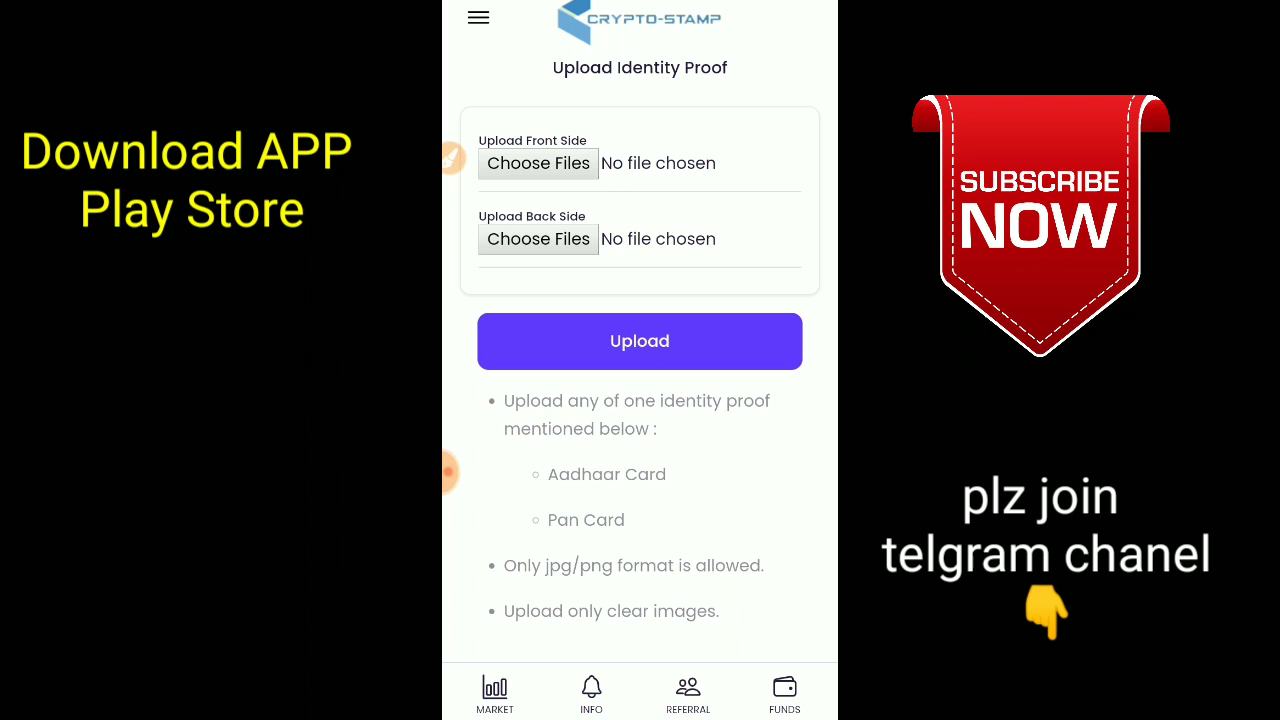 Download APP
Play Store
CRYPTO-STAMP
Upload Identity Proof
Upload Front Side
Choose Files No file chosen
Upload Back Side
Choose Files No file chosen
Upload
• Upload any of one identity proof
mentioned below :
○ Aadhaar Card
○ Pan Card
• Only jpg/png format is allowed.
• Upload only clear images.
MARKET INFO REFERRAL FUNDS
SUBSCRIBE
NOW
plz join
telgram chanel
👇